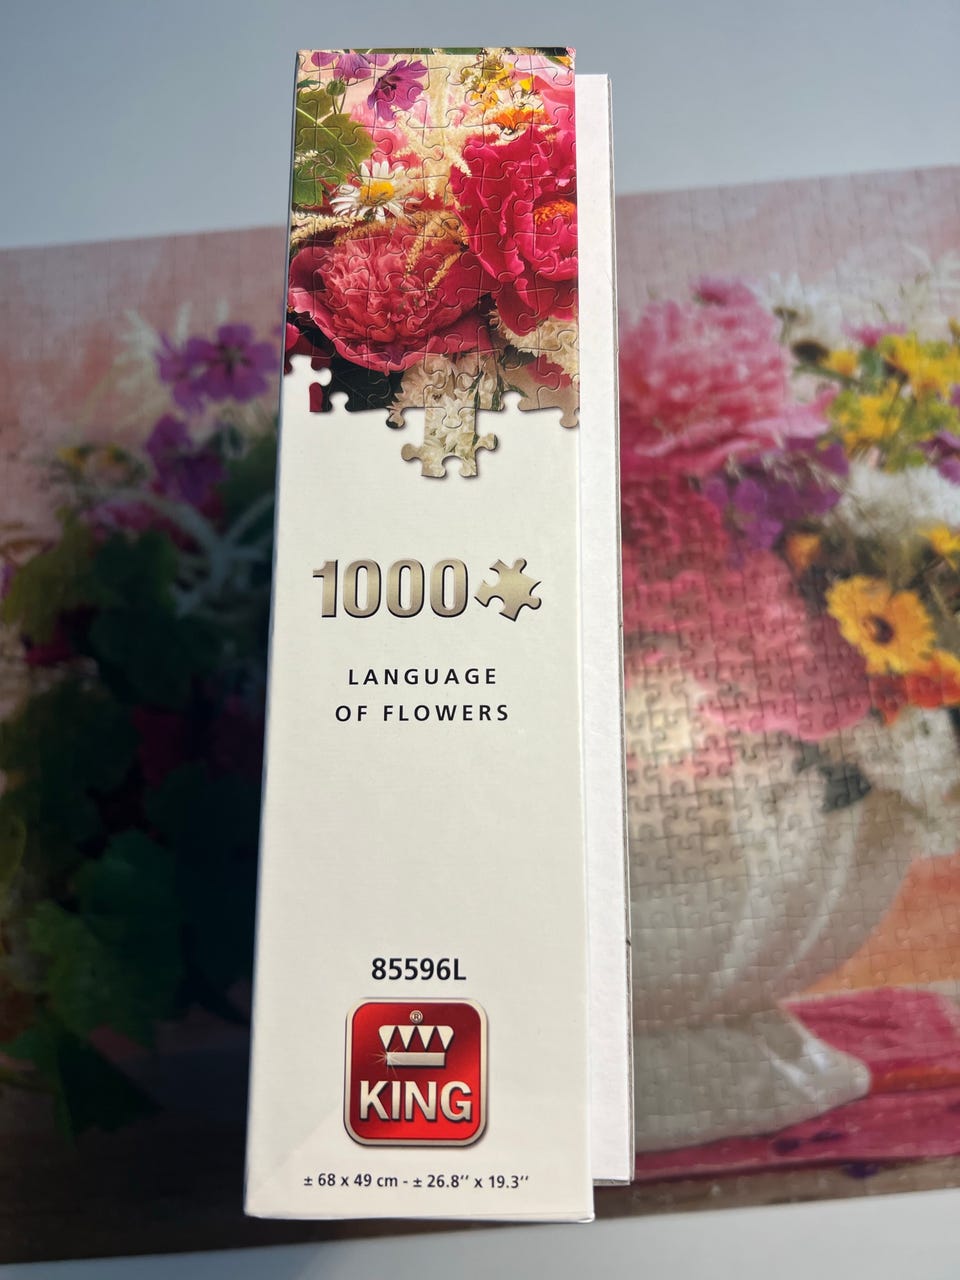 1000
LANGUAGE
OF FLOWERS
85596L
®
KING
± 68 x 49 cm - ± 26.8’’ x 19.3’’